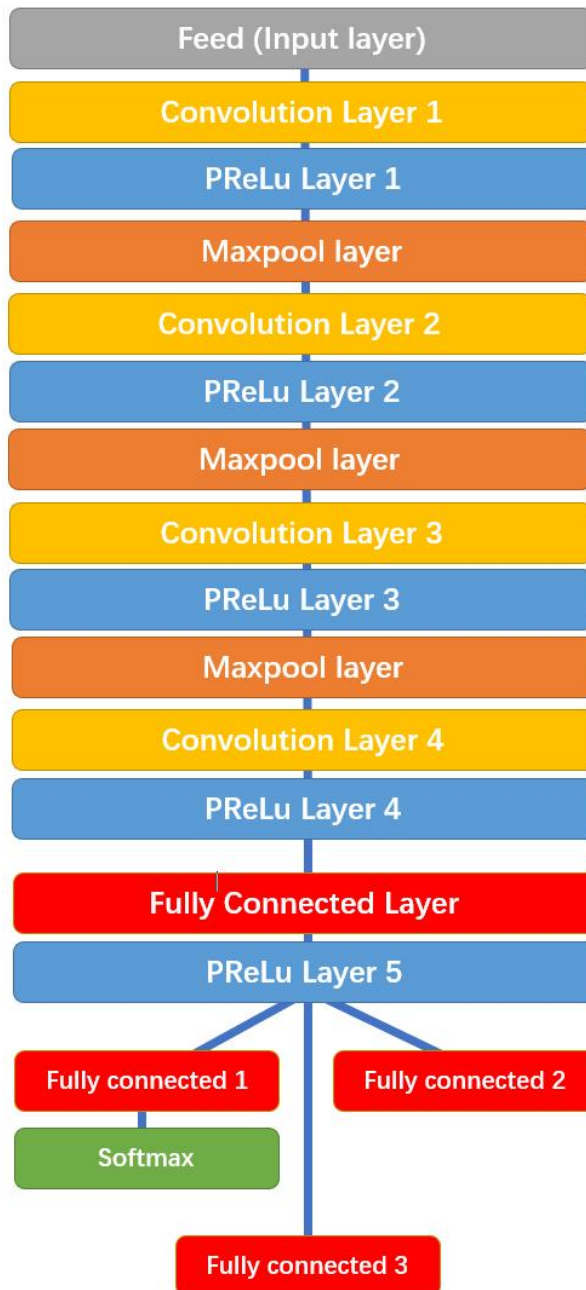 Feed (Input layer)
Convolution Layer 1
PReLu Layer 1
Maxpool layer
Convolution Layer 2
PReLu Layer 2
Maxpool layer
Convolution Layer 3
PReLu Layer 3
Maxpool layer
Convolution Layer 4
PReLu Layer 4
Fully Connected Layer
PReLu Layer 5
Fully connected 1
Fully connected 2
Softmax
Fully connected 3